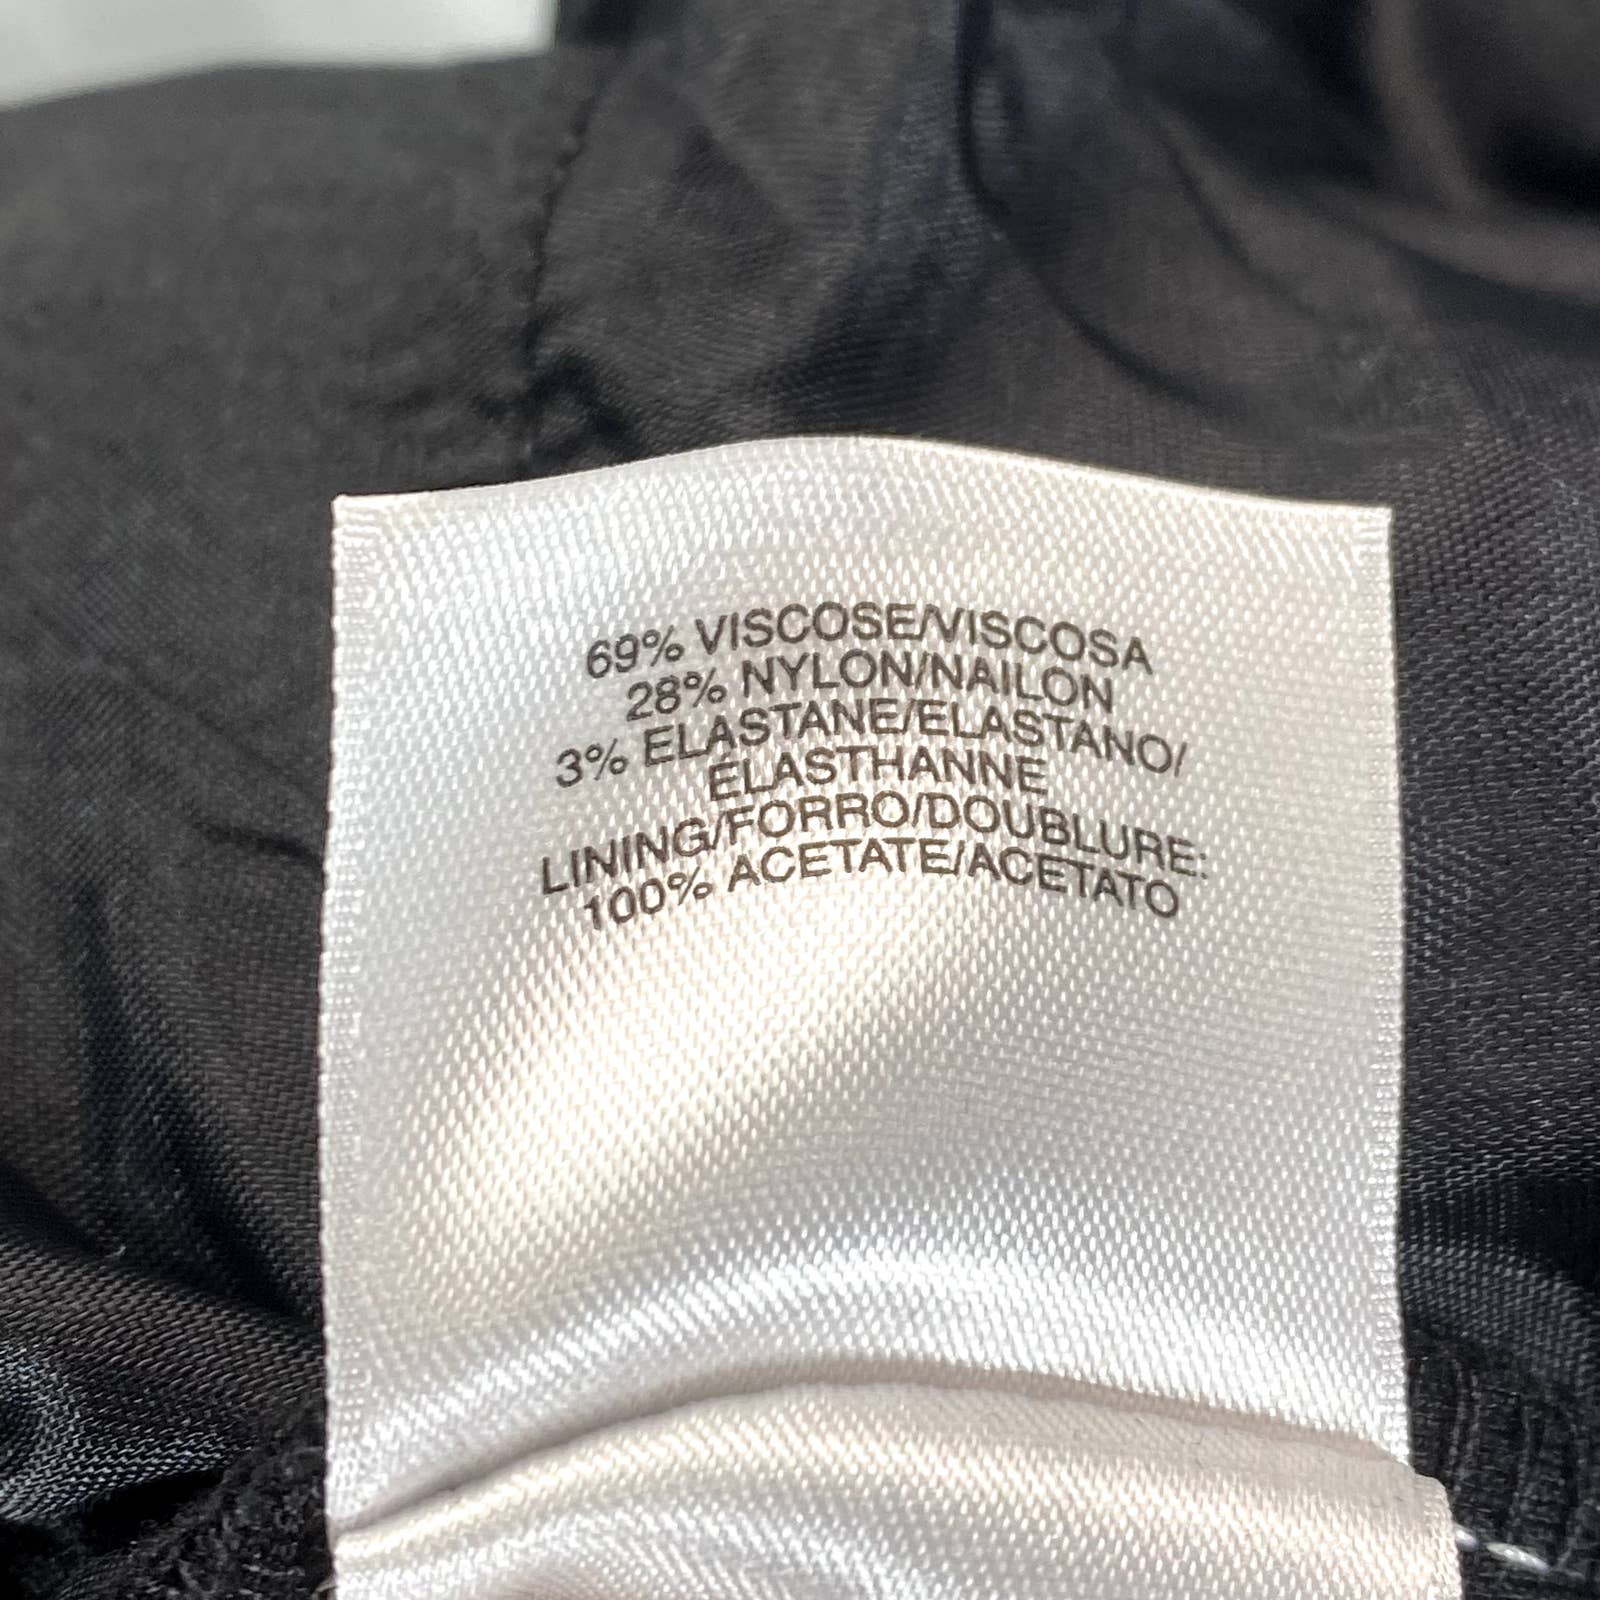 69% VISCOSE/VISCOSA
28% NYLON/NAILON
3% ELASTANE/ELASTANO/
ÉLASTHANNE
LINING/FORRO/DOUBLURE:
100% ACETATE/ACETATO